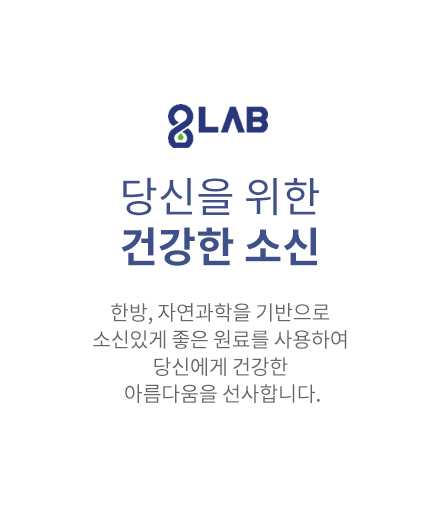 8LAB
당신을 위한
건강한 소신
한방, 자연과학을 기반으로
소신있게 좋은 원료를 사용하여
당신에게 건강한
아름다움을 선사합니다.